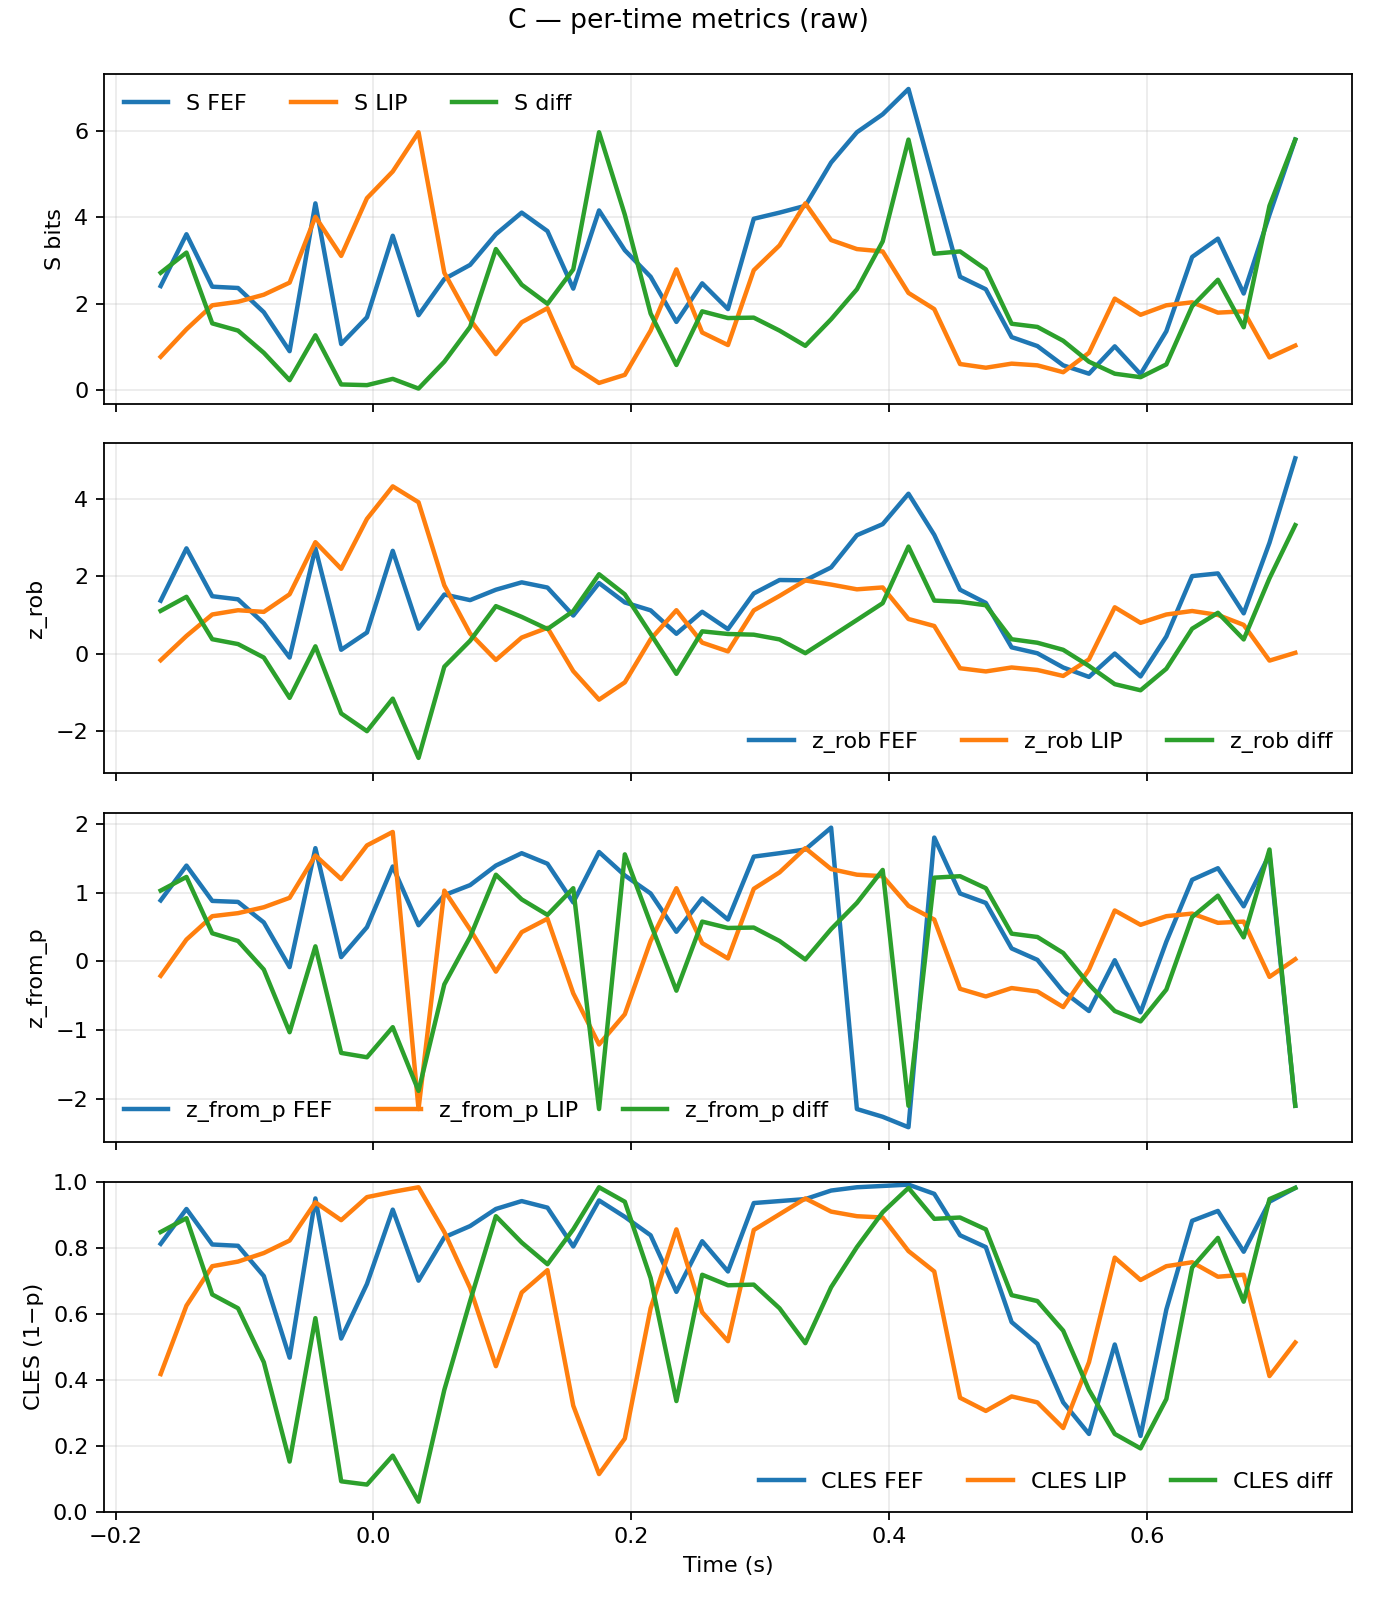 C — per-time metrics (raw)
S FEF S LIP S diff
6
4
2
0
S bits
4
2
0
−2
z_rob
z_rob FEF z_rob LIP z_rob diff
2
1
0
−1
−2
z_from_p
z_from_p FEF z_from_p LIP z_from_p diff
1.0
0.8
0.6
0.4
0.2
0.0
CLES (1−p)
CLES FEF CLES LIP CLES diff
−0.2 0.0 0.2 0.4 0.6
Time (s)